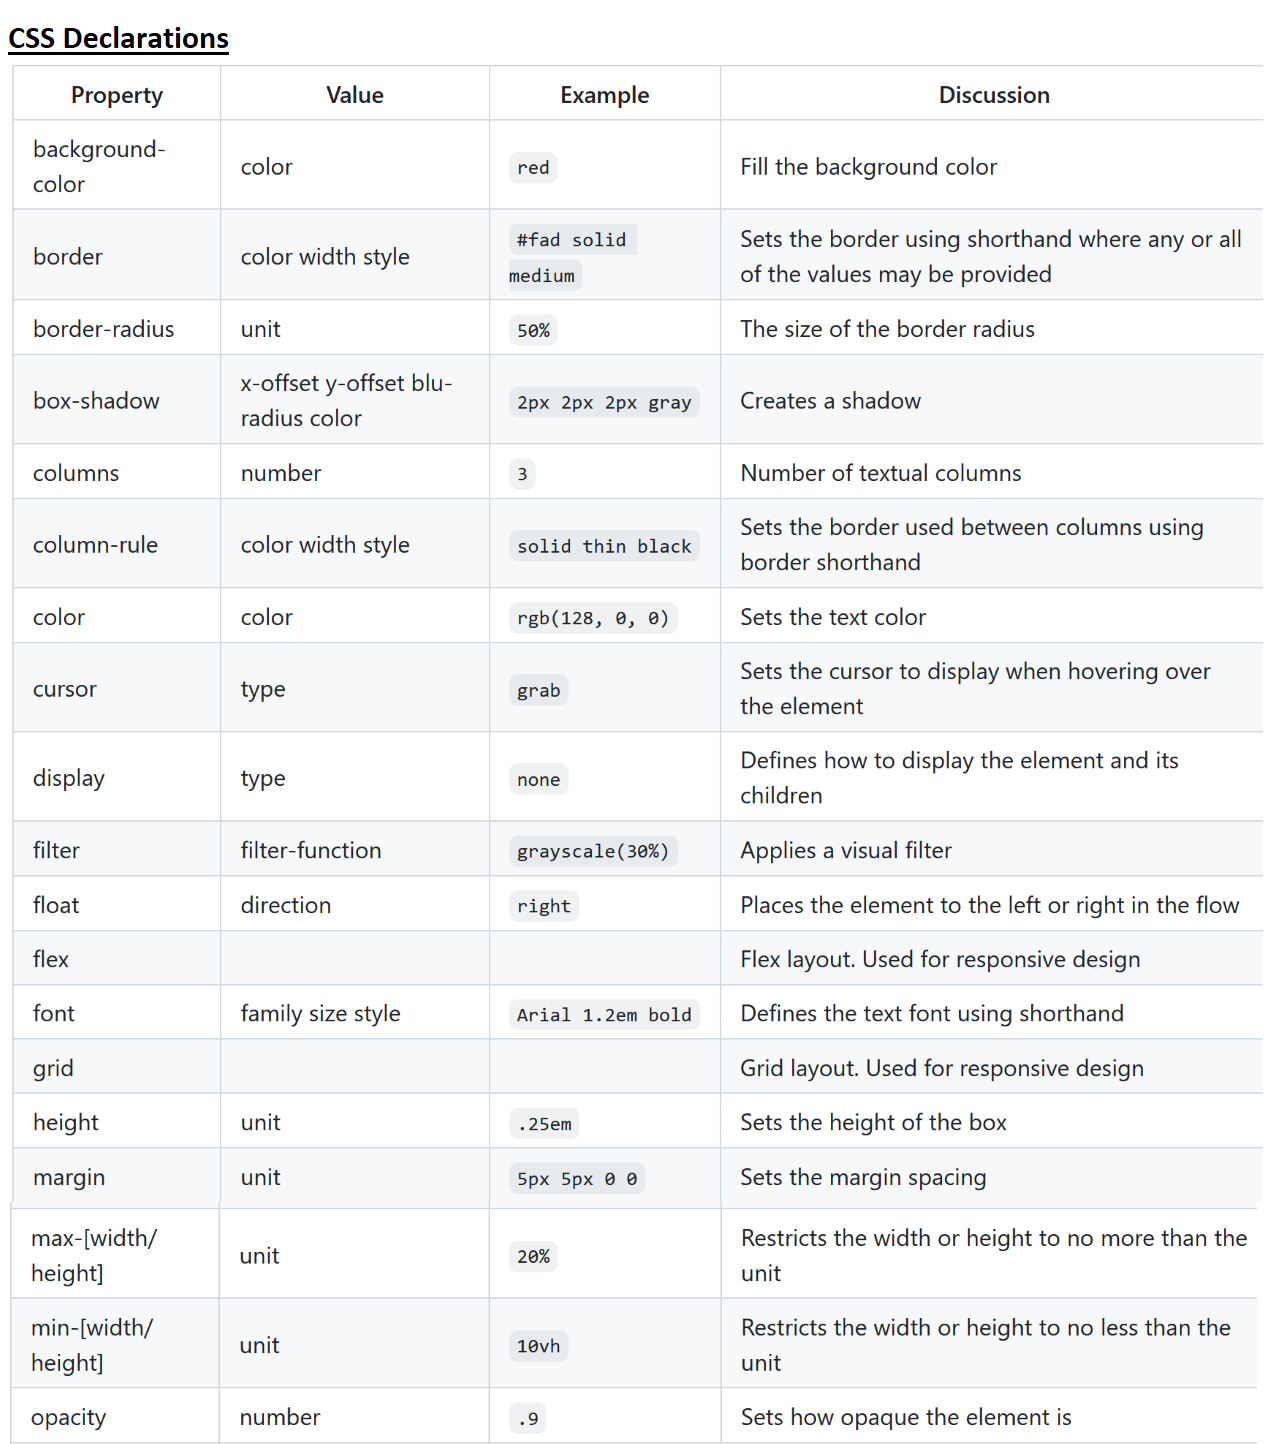 CSS Declarations
Property Value Example Discussion
background-
color color red Fill the background color
border color width style #fad solid
medium Sets the border using shorthand where any or all
of the values may be provided
border-radius unit 50% The size of the border radius
box-shadow x-offset y-offset blu-
radius color 2px 2px 2px gray Creates a shadow
columns number 3 Number of textual columns
column-rule color width style solid thin black Sets the border used between columns using
border shorthand
color color rgb(128, 0, 0) Sets the text color
cursor type grab Sets the cursor to display when hovering over
the element
display type none Defines how to display the element and its
children
filter filter-function grayscale(30%) Applies a visual filter
float direction right Places the element to the left or right in the flow
flex Flex layout. Used for responsive design
font family size style Arial 1.2em bold Defines the text font using shorthand
grid Grid layout. Used for responsive design
height unit .25em Sets the height of the box
margin unit 5px 5px 0 0 Sets the margin spacing
max-[width/
height] unit 20% Restricts the width or height to no more than the
unit
min-[width/
height] unit 10vh Restricts the width or height to no less than the
unit
opacity number .9 Sets how opaque the element is